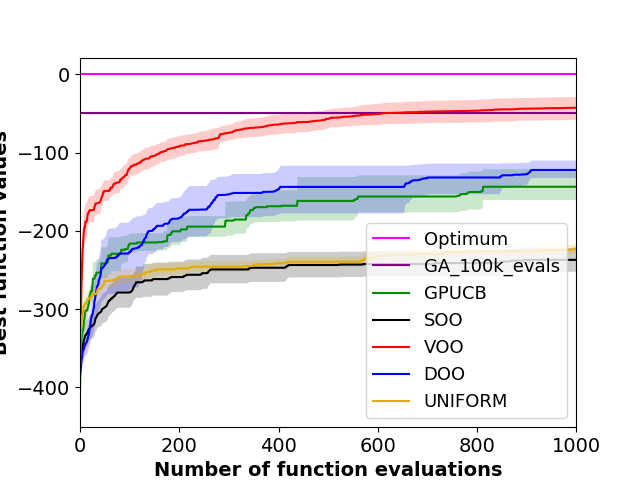 0
−100
−200
−300
−400
Best function values
Optimum
GA_100k_evals
GPUCB
SOO
VOO
DOO
UNIFORM
0 200 400 600 800 1000
Number of function evaluations